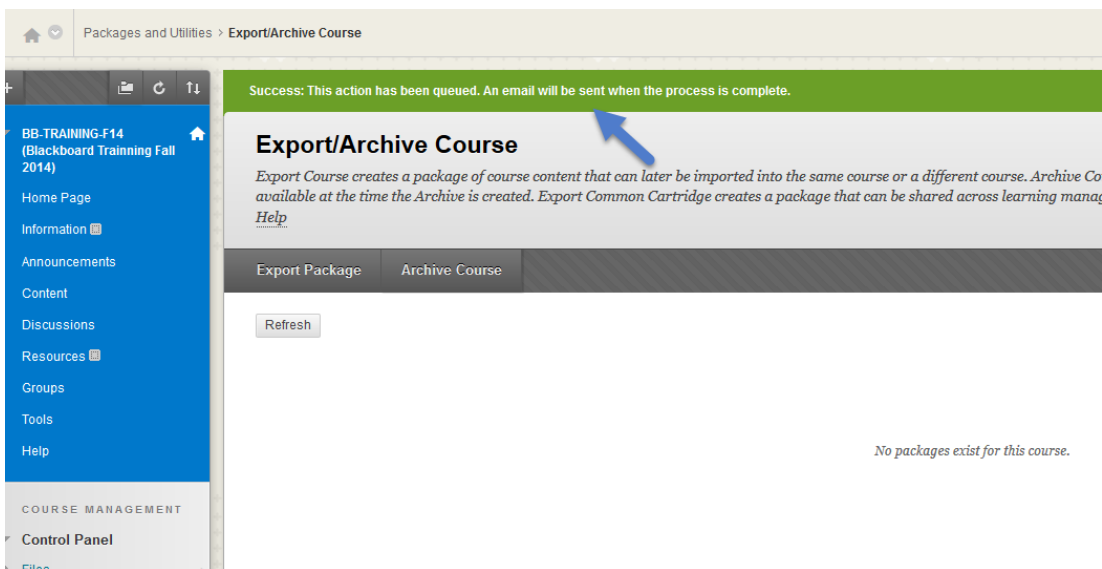 Packages and Utilities > Export/Archive Course
Success: This action has been queued. An email will be sent when the process is complete.
BB-TRAINING-F14
(Blackboard Trainning Fall
2014)
Home Page
Information
Announcements
Content
Discussions
Resources
Groups
Tools
Help
COURSE MANAGEMENT
Control Panel
Files
Export/Archive Course
Export Course creates a package of course content that can later be imported into the same course or a different course. Archive Co
available at the time the Archive is created. Export Common Cartridge creates a package that can be shared across learning manag
Help
Export Package Archive Course
Refresh
No packages exist for this course.